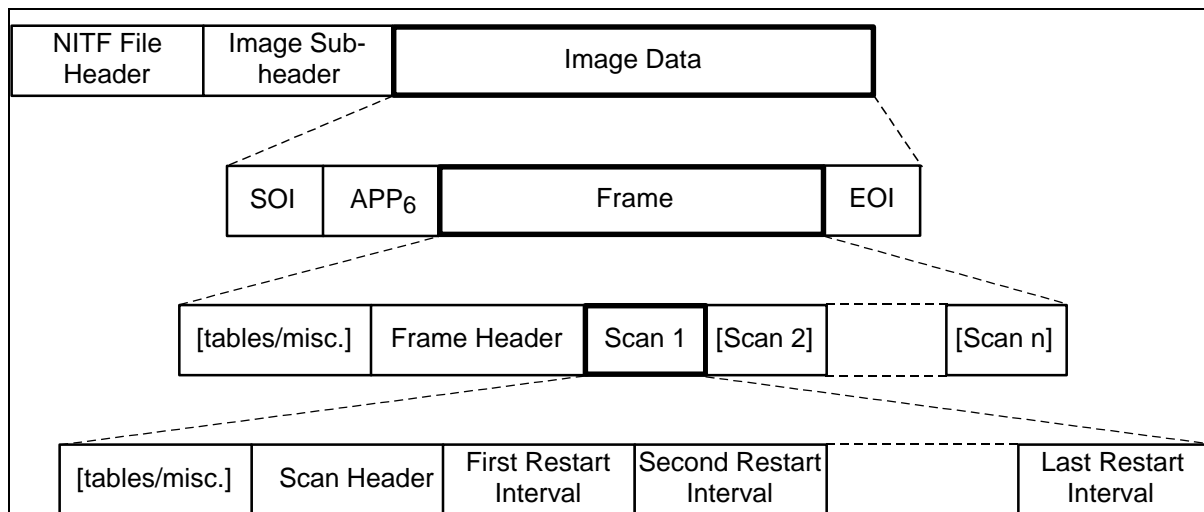 NITF File Header
Image Sub-header
Image Data
SOI
APP6
Frame
EOI
[tables/misc.]
Frame Header
Scan 1
[Scan 2]
[Scan n]
[tables/misc.]
Scan Header
First Restart Interval
Second Restart Interval
Last Restart Interval